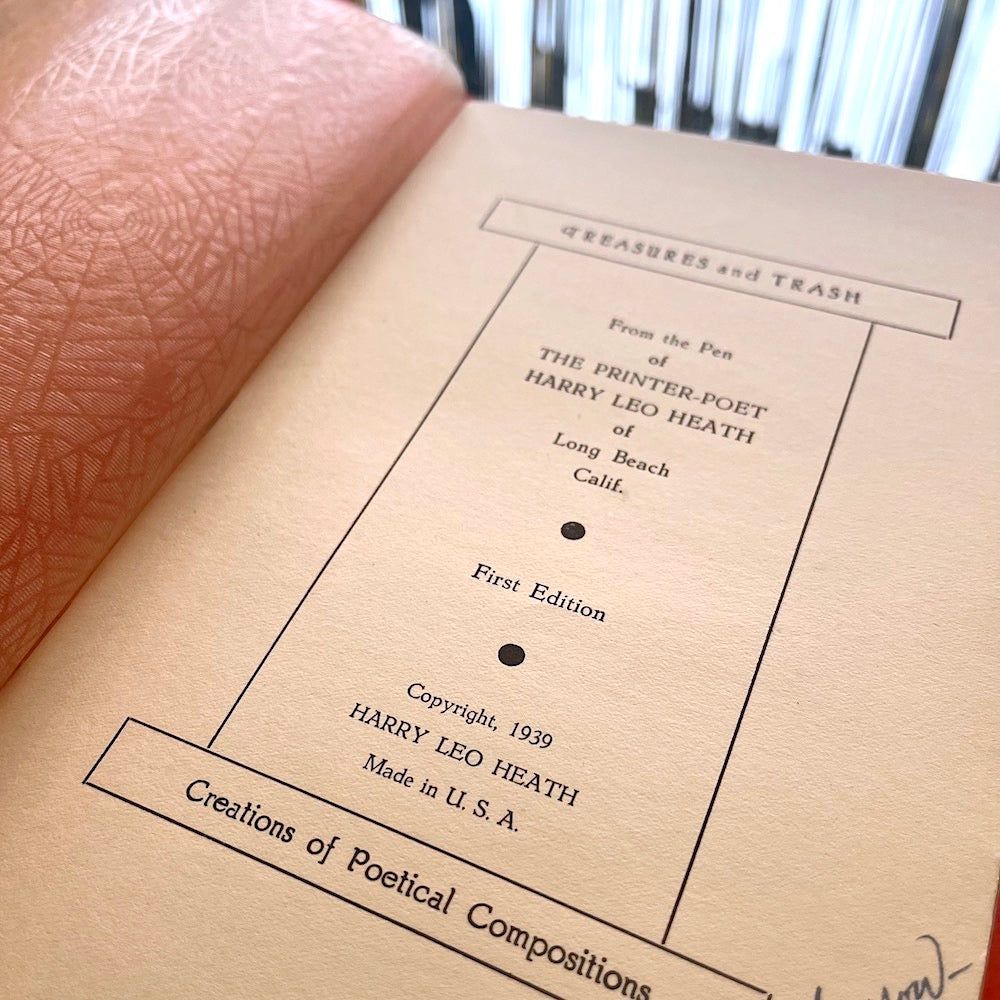 TREASURES and TRASH
From the Pen
of
THE PRINTER-POET
HARRY LEO HEATH
of
Long Beach
Calif.
First Edition
Copyright, 1939
HARRY LEO HEATH
Made in U. S. A.
Creations of Poetical Compositions